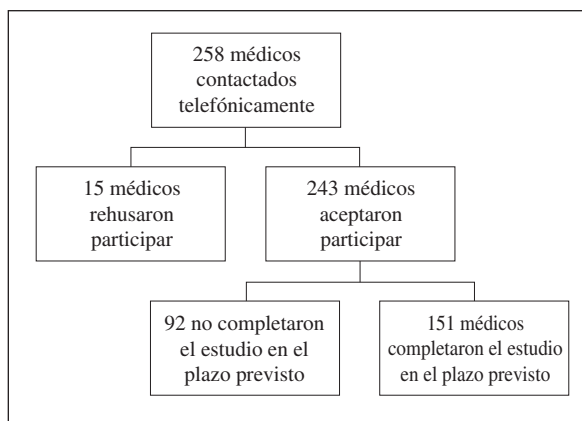 258 médicos
contactados
telefónicamente
15 médicos
rehusaron
participar
243 médicos
aceptaron
participar
92 no completaron
el estudio en el
plazo previsto
151 médicos
completaron el estudio
en el plazo previsto